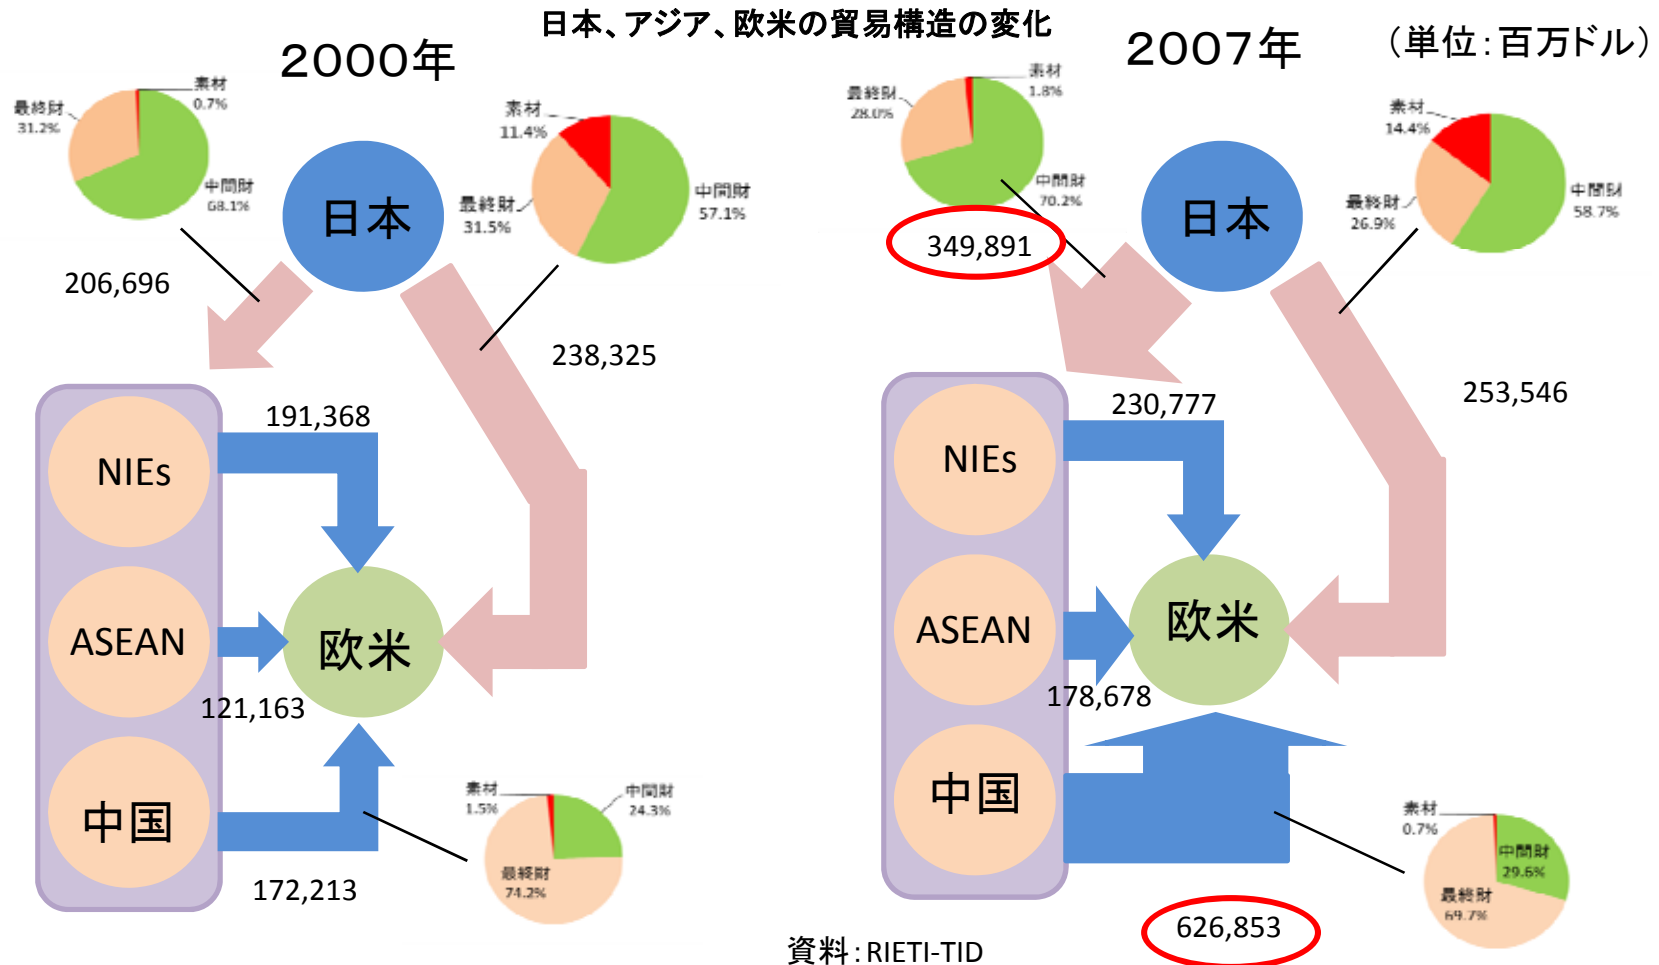 日本、アジア、欧米の貿易構造の変化
2000年
2007年
（単位：百万ドル）
素材
0.7%
最終財
31.2%
中間財
68.1%
206,696
日本
素材
11.4%
最終財
31.5%
中間財
57.1%
238,325
NIEs
191,368
ASEAN
121,163
欧米
中国
172,213
素材
1.5%
中間財
24.3%
最終財
74.2%
素材
1.8%
最終財
28.0%
中間財
70.2%
349,891
日本
素材
14.4%
最終財
26.9%
中間財
58.7%
253,546
NIEs
230,777
ASEAN
178,678
欧米
中国
626,853
素材
0.7%
中間財
29.6%
最終財
69.7%
資料：RIETI-TID